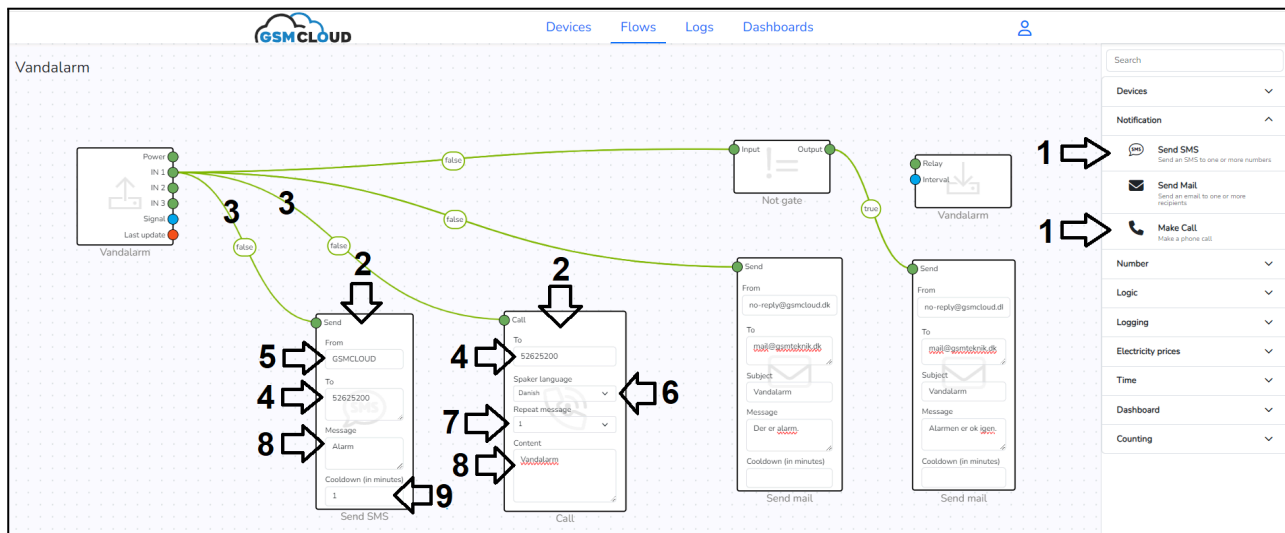 GSMCLOUD
Devices
Flows
Logs
Dashboards
Vandalarm
Search
Devices
Notification
SMS
Send SMS
Send an SMS to one or more numbers
Send Mail
Send an email to one or more
recipients
Make Call
Make a phone call
Number
Logic
Logging
Electricity prices
Time
Dashboard
Counting
1
1
Power
IN 1
IN 2
IN 3
Signal
Last update
Vandalarm
false
false
false
false
true
3
3
2
2
Input
Output
!=
Not gate
Relay
Interval
Vandalarm
Send
From
GSMCLOUD
To
52625200
SMS
Message
Alarm
Cooldown (in minutes)
1
Send SMS
5
4
8
9
Call
To
52625200
Spaker language
Danish
Repeat message
1
Content
Vandalarm
Call
4
6
7
8
Send
From
no-reply@gsmcloud.dk
To
mail@gsmteknik.dk
Subject
Vandalarm
Message
Der er alarm.
Cooldown (in minutes)
Send mail
Send
From
no-reply@gsmcloud.dl
To
mail@gsmteknik.dk
Subject
Vandalarm
Message
Alarmen er ok igen.
Cooldown (in minutes)
Send mail